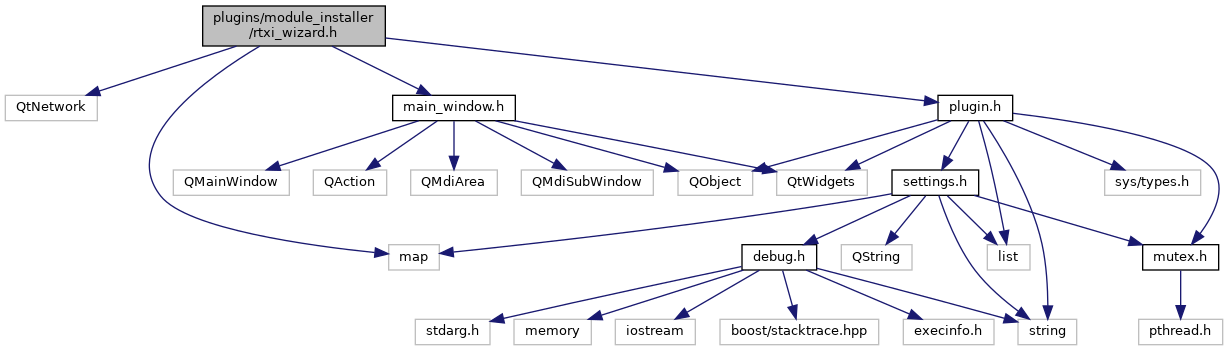 plugins/module_installer
/rtxi_wizard.h
QtNetwork
main_window.h
plugin.h
QMainWindow
QAction
QMdiArea
QMdiSubWindow
QObject
QtWidgets
settings.h
sys/types.h
map
debug.h
QString
list
mutex.h
stdarg.h
memory
iostream
boost/stacktrace.hpp
execinfo.h
string
pthread.h